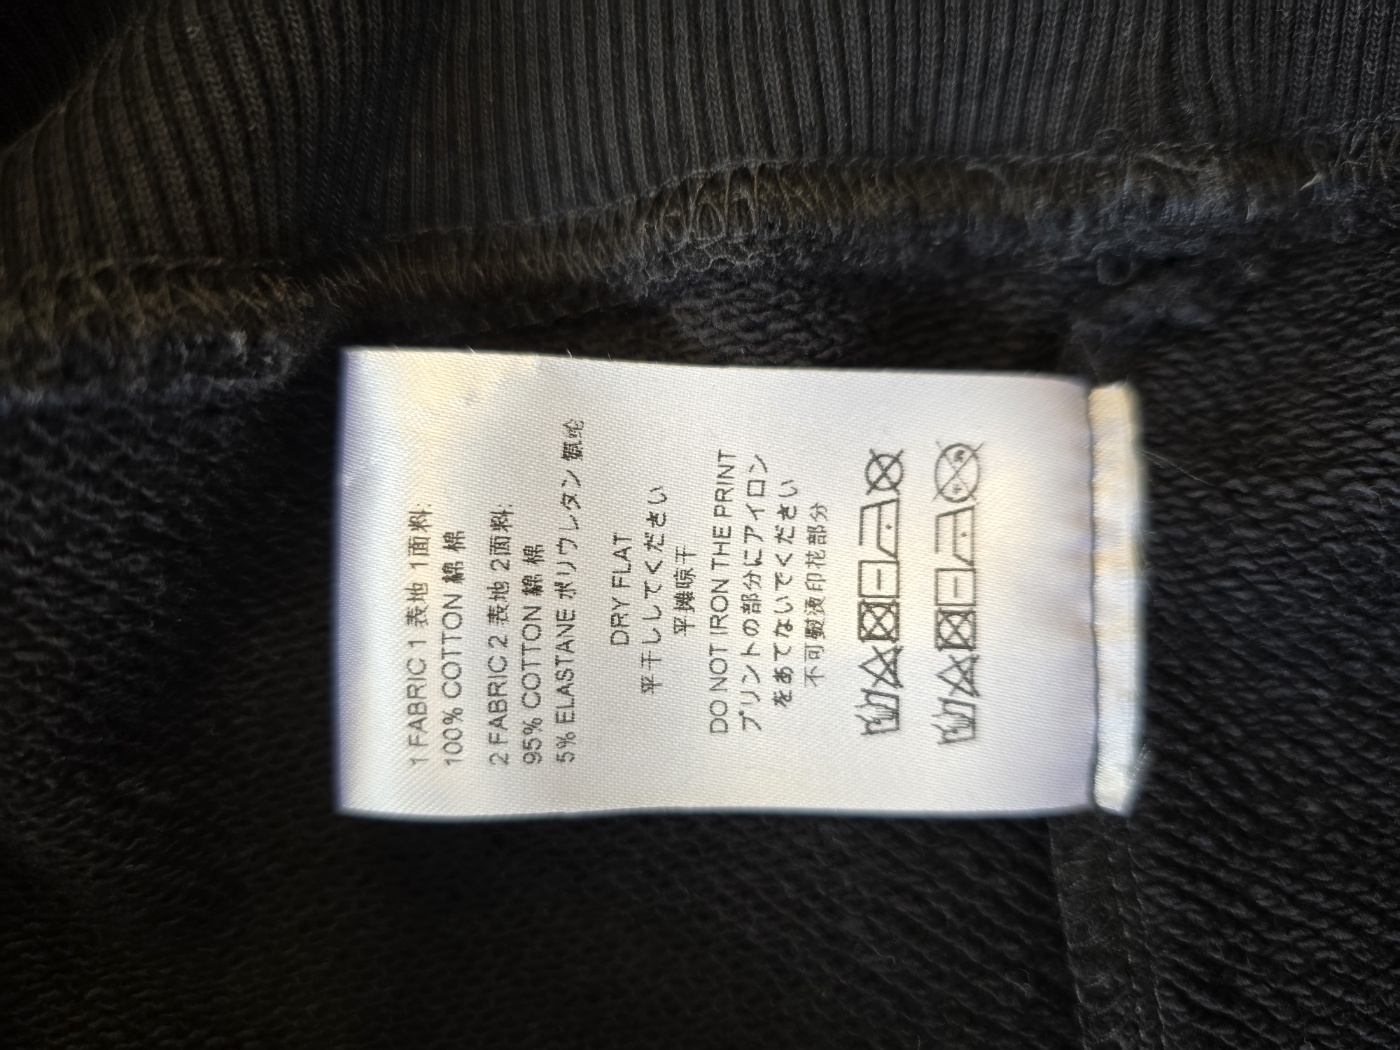 1 FABRIC 1 表地 1面料:
100% COTTON 綿 棉
2 FABRIC 2 表地 2面料:
95% COTTON 綿 棉
5% ELASTANE ポリウレタン 氨纶
DRY FLAT
平干ししてください
平摊晾干
DO NOT IRON THE PRINT
プリントの部分にアイロン
をあてないでください
不可熨烫印花部分